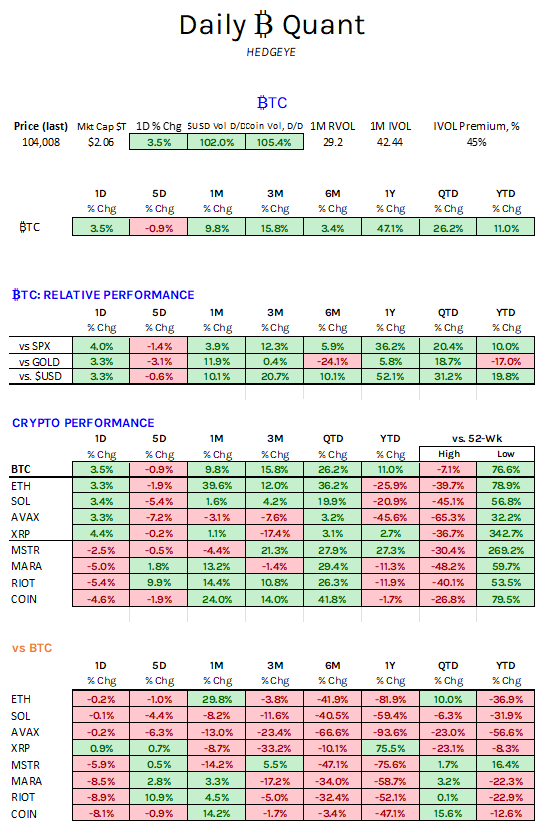 Daily ₿ Quant
HEDGEYE
₿TC
Price (last) Mkt Cap $T 1D % Chg $USD Vol D/D Coin Vol, D/D 1M RVOL 1M IVOL IVOL Premium, %
104,008 $2.06 3.5% 102.0% 105.4% 29.2 42.44 45%
1D 5D 1M 3M 6M 1Y QTD YTD
% Chg % Chg % Chg % Chg % Chg % Chg % Chg % Chg
₿TC 3.5% -0.9% 9.8% 15.8% 3.4% 47.1% 26.2% 11.0%
₿TC: RELATIVE PERFORMANCE
1D 5D 1M 3M 6M 1Y QTD YTD
% Chg % Chg % Chg % Chg % Chg % Chg % Chg % Chg
vs SPX 4.0% -1.4% 3.9% 12.3% 5.9% 36.2% 20.4% 10.0%
vs GOLD 3.3% -3.1% 11.9% 0.4% -24.1% 5.8% 18.7% -17.0%
vs. $USD 3.3% -0.6% 10.1% 20.7% 10.1% 52.1% 31.2% 19.8%
CRYPTO PERFORMANCE
1D 5D 1M 3M QTD YTD vs. 52-Wk
% Chg % Chg % Chg % Chg % Chg % Chg High Low
BTC 3.5% -0.9% 9.8% 15.8% 26.2% 11.0% -7.1% 76.6%
ETH 3.3% -1.9% 39.6% 12.0% 36.2% -25.9% -39.7% 78.9%
SOL 3.4% -5.4% 1.6% 4.2% 19.9% -20.9% -45.1% 56.8%
AVAX 3.3% -7.2% -3.1% -7.6% 3.2% -45.6% -65.3% 32.2%
XRP 4.4% -0.2% 1.1% -17.4% 3.1% 2.7% -36.7% 342.7%
MSTR -2.5% -0.5% -4.4% 21.3% 27.9% 27.3% -30.4% 269.2%
MARA -5.0% 1.8% 13.2% -1.4% 29.4% -11.3% -48.2% 59.7%
RIOT -5.4% 9.9% 14.4% 10.8% 26.3% -11.9% -40.1% 53.5%
COIN -4.6% -1.9% 24.0% 14.0% 41.8% -1.7% -26.8% 79.5%
vs BTC
1D 5D 1M 3M 6M 1Y QTD YTD
% Chg % Chg % Chg % Chg % Chg % Chg % Chg % Chg
ETH -0.2% -1.0% 29.8% -3.8% -41.9% -81.9% 10.0% -36.9%
SOL -0.1% -4.4% -8.2% -11.6% -40.5% -59.4% -6.3% -31.9%
AVAX -0.2% -6.3% -13.0% -23.4% -66.6% -93.6% -23.0% -56.6%
XRP 0.9% 0.7% -8.7% -33.2% -10.1% 75.5% -23.1% -8.3%
MSTR -5.9% 0.5% -14.2% 5.5% -47.1% -75.6% 1.7% 16.4%
MARA -8.5% 2.8% 3.3% -17.2% -34.0% -58.7% 3.2% -22.3%
RIOT -8.9% 10.9% 4.5% -5.0% -32.4% -52.1% 0.1% -22.9%
COIN -8.1% -0.9% 14.2% -1.7% -3.4% -47.1% 15.6% -12.6%